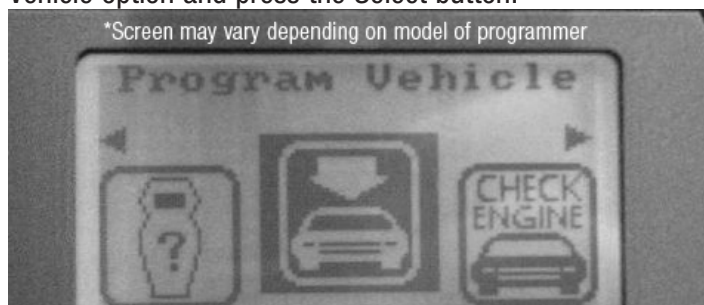 Vehicle option and press the Select button.
*Screen may vary depending on model of programmer
Program Vehicle
?
CHECK
ENGINE